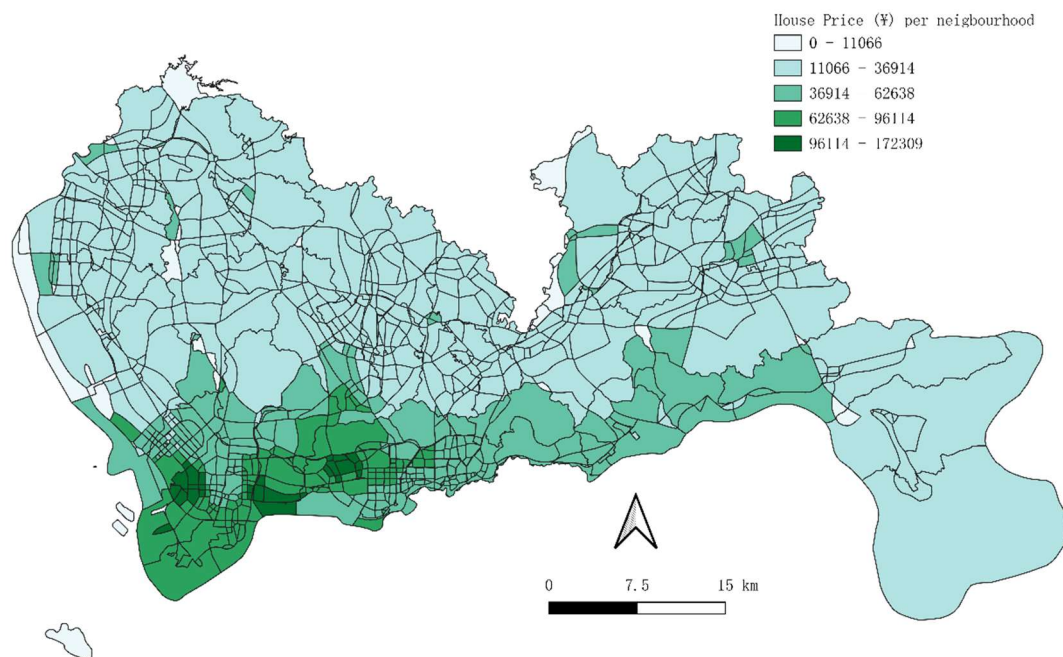 House Price (¥) per neigbourhood
0 - 11066
11066 - 36914
36914 - 62638
62638 - 96114
96114 - 172309
0 7.5 15 km